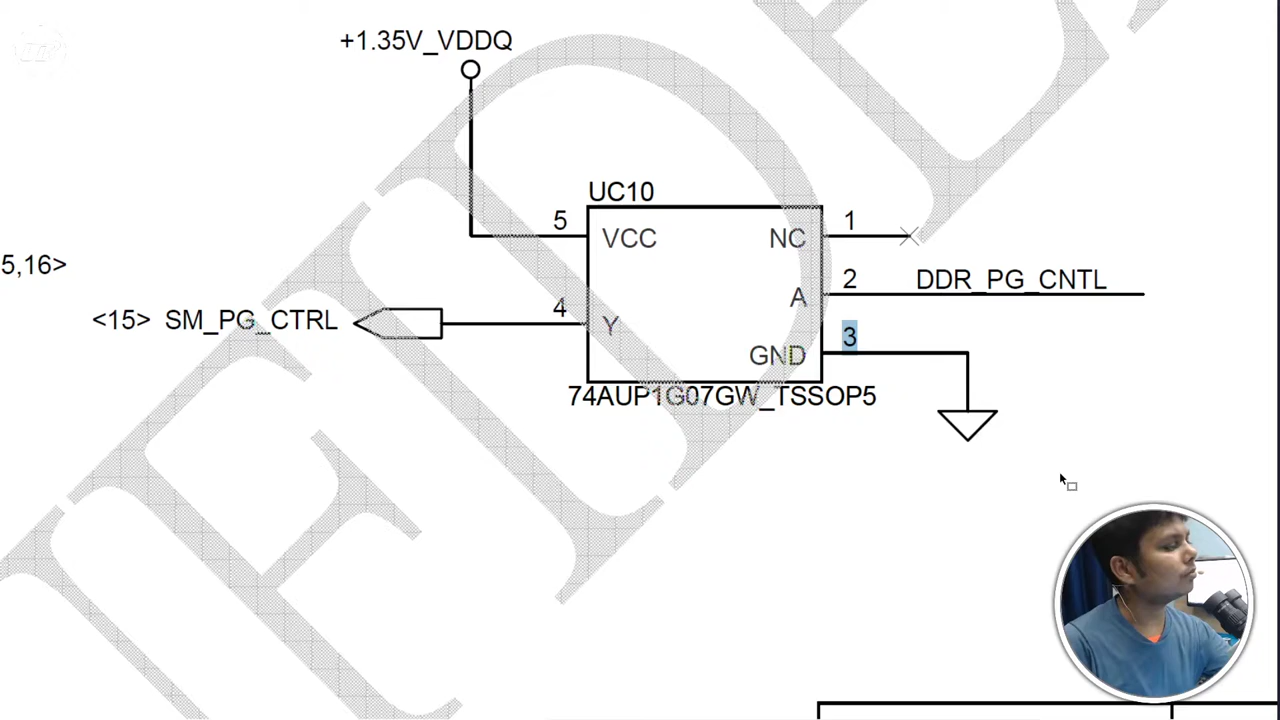 +1.35V_VDDQ
UC10
5
VCC
NC
1
5,16>
2
DDR_PG_CNTL
A
<15> SM_PG_CTRL
4
Y
3
GND
74AUP1G07GW_TSSOP5